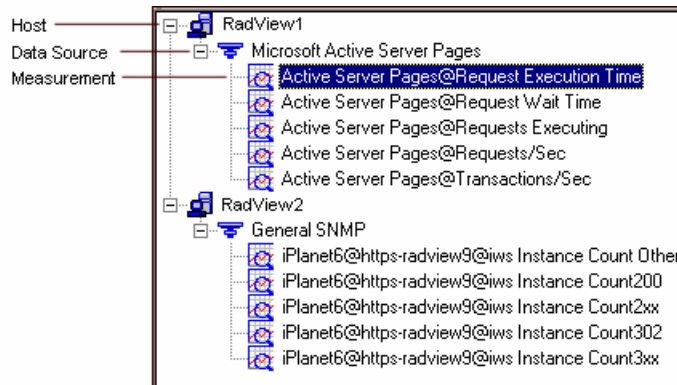 Host
RadView1
Data Source
Microsoft Active Server Pages
Measurement
Active Server Pages@Request Execution Time
Active Server Pages@Request Wait Time
Active Server Pages@Requests Executing
Active Server Pages@Requests/Sec
Active Server Pages@Transactions/Sec
RadView2
General SNMP
iPlanet6@https-radview9@iws Instance Count Other
iPlanet6@https-radview9@iws Instance Count200
iPlanet6@https-radview9@iws Instance Count2xx
iPlanet6@https-radview9@iws Instance Count302
iPlanet6@https-radview9@iws Instance Count3xx